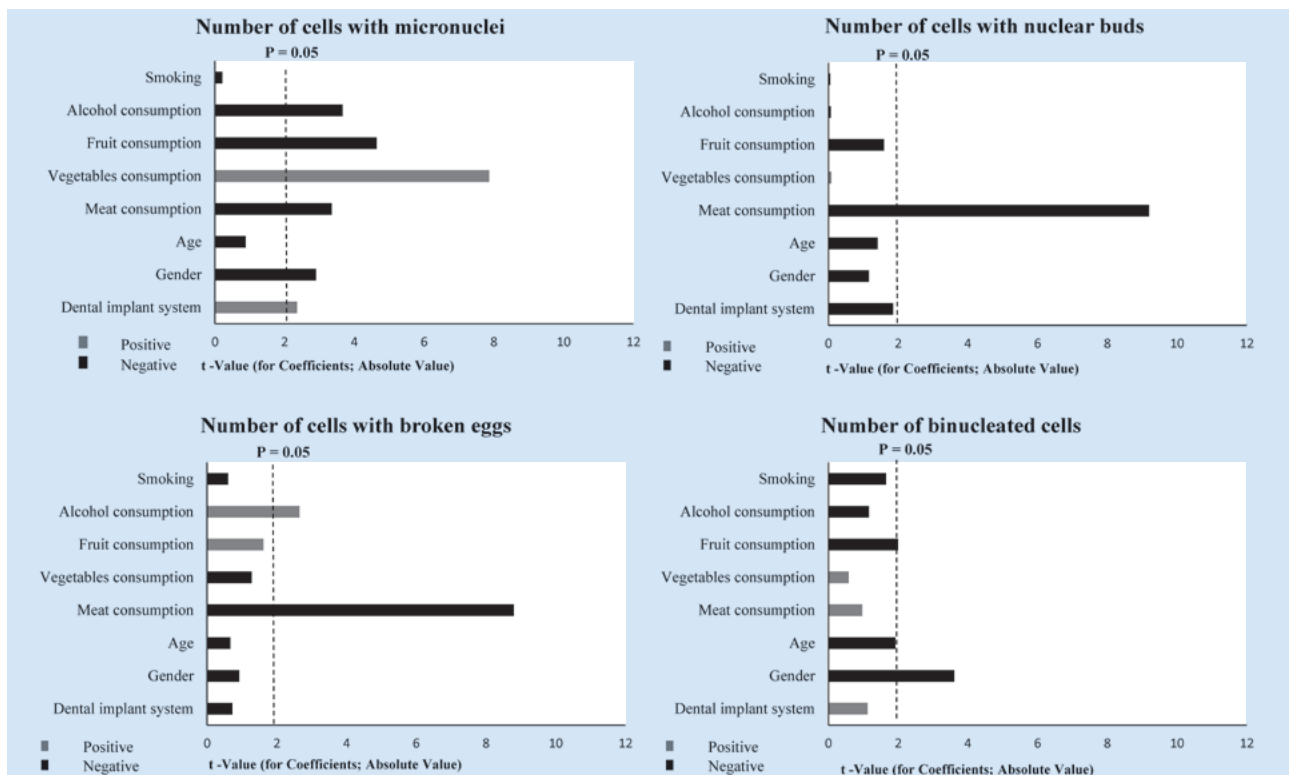 Number of cells with micronuclei
P = 0.05
Smoking
Alcohol consumption
Fruit consumption
Vegetables consumption
Meat consumption
Age
Gender
Dental implant system
0 2 4 6 8 10 12
Positive
Negative
t -Value (for Coefficients; Absolute Value)
Number of cells with nuclear buds
P = 0.05
Smoking
Alcohol consumption
Fruit consumption
Vegetables consumption
Meat consumption
Age
Gender
Dental implant system
0 2 4 6 8 10 12
Positive
Negative
t -Value (for Coefficients; Absolute Value)
Number of cells with broken eggs
P = 0.05
Smoking
Alcohol consumption
Fruit consumption
Vegetables consumption
Meat consumption
Age
Gender
Dental implant system
0 2 4 6 8 10 12
Positive
Negative
t -Value (for Coefficients; Absolute Value)
Number of binucleated cells
P = 0.05
Smoking
Alcohol consumption
Fruit consumption
Vegetables consumption
Meat consumption
Age
Gender
Dental implant system
0 2 4 6 8 10 12
Positive
Negative
t -Value (for Coefficients; Absolute Value)